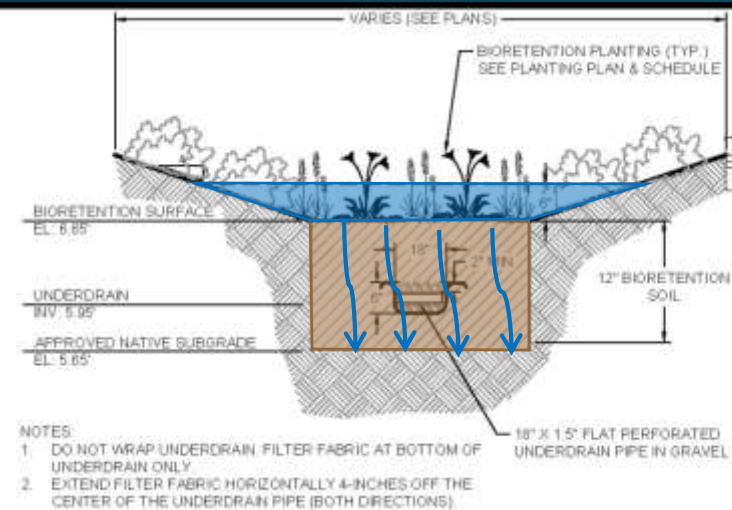 VARIES (SEE PLANS)
BIORETENTION PLANTING (TYP.)
SEE PLANTING PLAN & SCHEDULE
BIORETENTION SURFACE
EL. 6.65'
18"
2" MIN
6"
12" BIORETENTION
SOIL
UNDERDRAIN
INV. 5.95'
APPROVED NATIVE SUBGRADE
EL. 5.65'
18" X 1.5" FLAT PERFORATED
UNDERDRAIN PIPE IN GRAVEL
NOTES:
1. DO NOT WRAP UNDERDRAIN. FILTER FABRIC AT BOTTOM OF
UNDERDRAIN ONLY
2. EXTEND FILTER FABRIC HORIZONTALLY 4-INCHES OFF THE
CENTER OF THE UNDERDRAIN PIPE (BOTH DIRECTIONS).